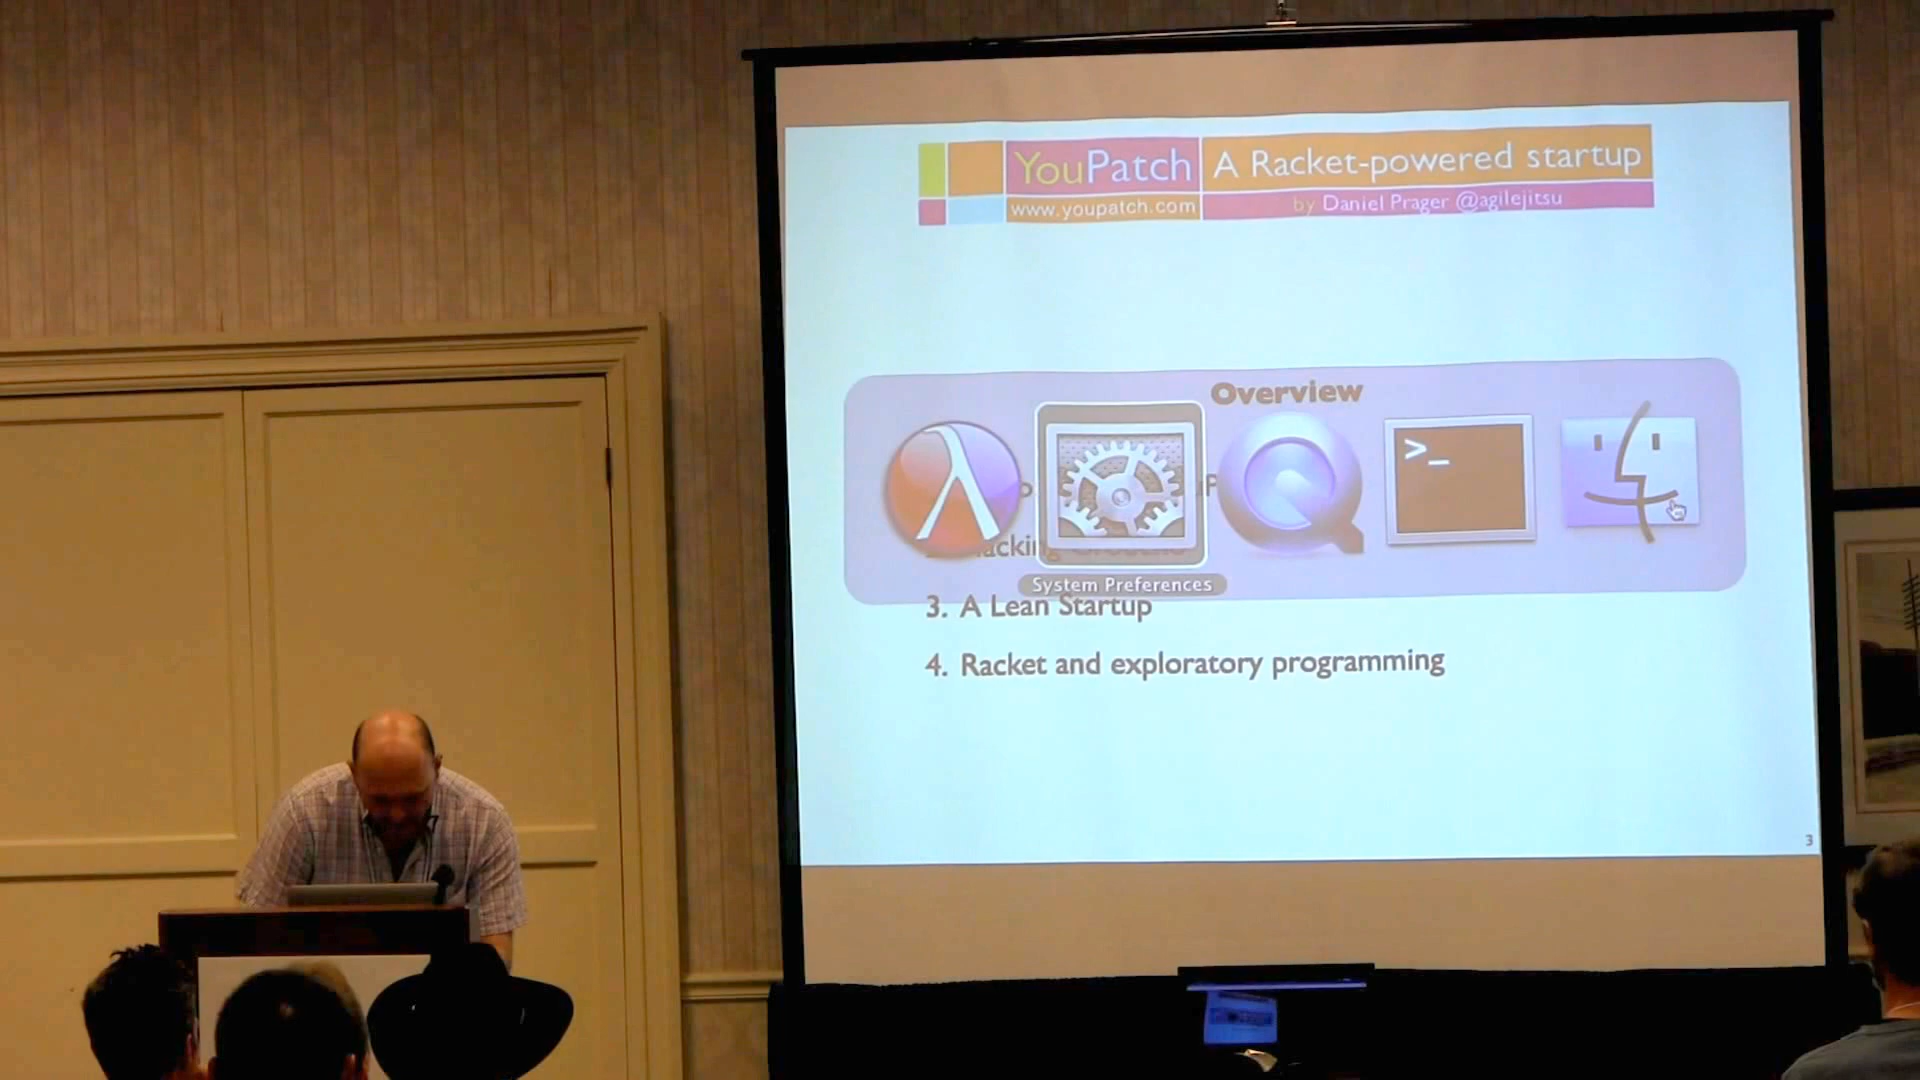 YouPatch
A Racket-powered startup
www.youpatch.com
by Daniel Prager @agilejitsu
Overview
>_
System Preferences
3. A Lean Startup
4. Racket and exploratory programming
3